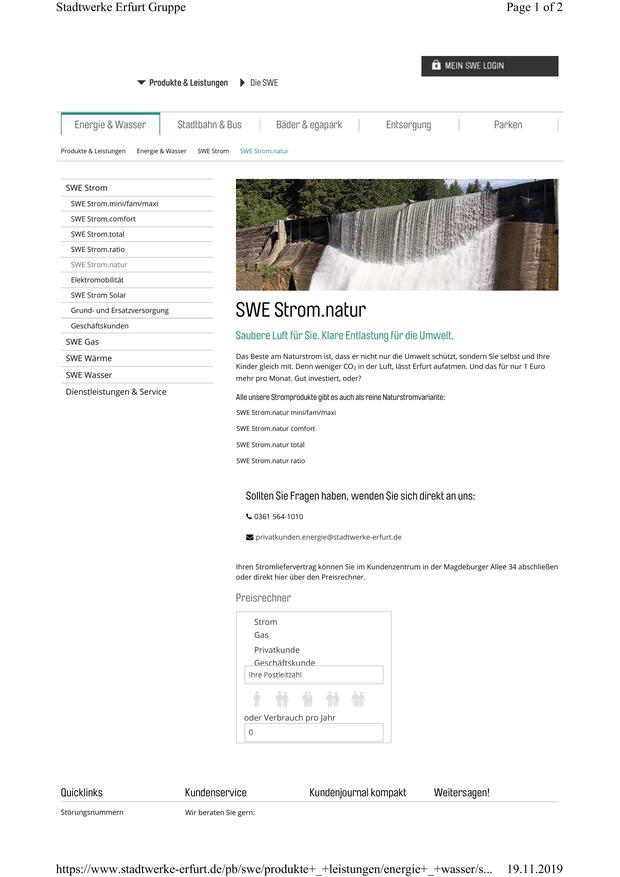 Stadtwerke Erfurt Gruppe
Page 1 of 2
MEIN SWE LOGIN
Produkte & Leistungen
Die SWE
Energie & Wasser
Stadtbahn & Bus
Bäder & egapark
Entsorgung
Parken
Produkte & Leistungen
Energie & Wasser
SWE Strom
SWE Strom.natur
SWE Strom
SWE Strom.mini/fam/maxi
SWE Strom.comfort
SWE Strom.total
SWE Strom.ratio
SWE Strom.natur
Elektromobilität
SWE Strom Solar
Grund- und Ersatzversorgung
Geschäftskunden
SWE Gas
SWE Wärme
SWE Wasser
Dienstleistungen & Service
SWE Strom.natur
Saubere Luft für Sie. Klare Entlastung für die Umwelt.
Das Beste am Naturstrom ist, dass er nicht nur die Umwelt schützt, sondern Sie selbst und Ihre
Kinder gleich mit. Denn weniger CO₂ in der Luft, lässt Erfurt aufatmen. Und das für nur 1 Euro
mehr pro Monat. Gut investiert, oder?
Alle unsere Stromprodukte gibt es auch als reine Naturstromvariante:
SWE Strom.natur mini/fam/maxi
SWE Strom.natur comfort
SWE Strom.natur total
SWE Strom.natur ratio
Sollten Sie Fragen haben, wenden Sie sich direkt an uns:
0361 564-1010
privatkunden.energie@stadtwerke-erfurt.de
Ihren Stromliefervertrag können Sie im Kundenzentrum in der Magdeburger Allee 34 abschließen
oder direkt hier über den Preisrechner.
Preisrechner
Strom
Gas
Privatkunde
Geschäftskunde
Ihre Postleitzahl
oder Verbrauch pro Jahr
0
Quicklinks
Kundenservice
Kundenjournal kompakt
Weitersagen!
Störungsnummern
Wir beraten Sie gern:
https://www.stadtwerke-erfurt.de/pb/swe/produkte+_+leistungen/energie+_+wasser/s...
19.11.2019